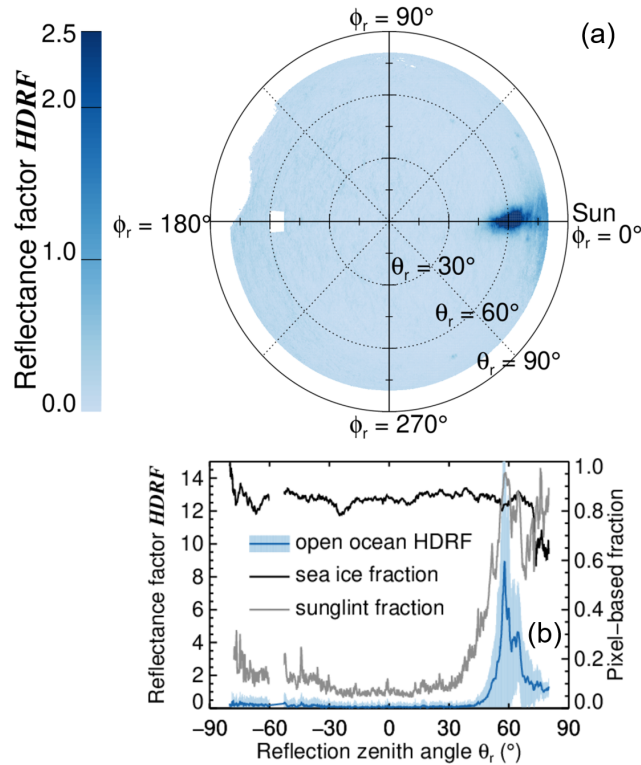 ϕr = 90°
(a)
2.5
2.0
1.0
0.0
Reflectance factor HDRF
ϕr = 180°
Sun
ϕr = 0°
θr = 30°
θr = 60°
θr = 90°
ϕr = 270°
(b)
14
12
10
8
6
4
2
0
Reflectance factor HDRF
open ocean HDRF
sea ice fraction
sunglint fraction
1.0
0.8
0.6
0.4
0.2
0.0
Pixel-based fraction
−90 −60 −30 0 30 60 90
Reflection zenith angle θr (°)